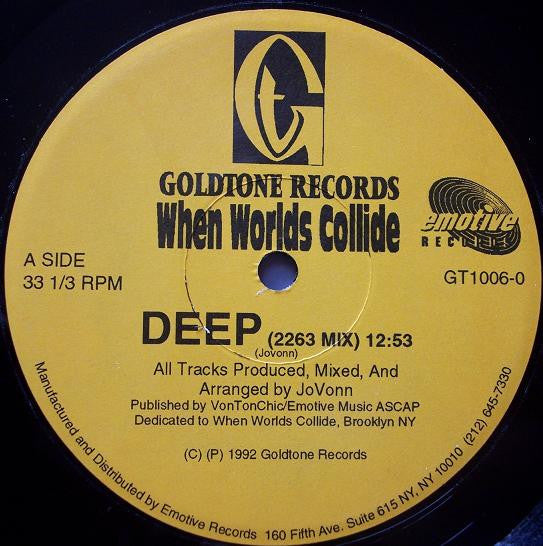 Gt
GOLDTONE RECORDS
When Worlds Collide
emotive
RECORDS
A SIDE
33 1/3 RPM
GT1006-0
DEEP (2263 MIX) 12:53
(Jovonn)
All Tracks Produced, Mixed, And
Arranged by JoVonn
Published by VonTonChic/Emotive Music ASCAP
Dedicated to When Worlds Collide, Brooklyn NY
(C) (P) 1992 Goldtone Records
Manufactured and Distributed by Emotive Records 160 Fifth Ave. Suite 615 NY, NY 10010 (212) 645-7330